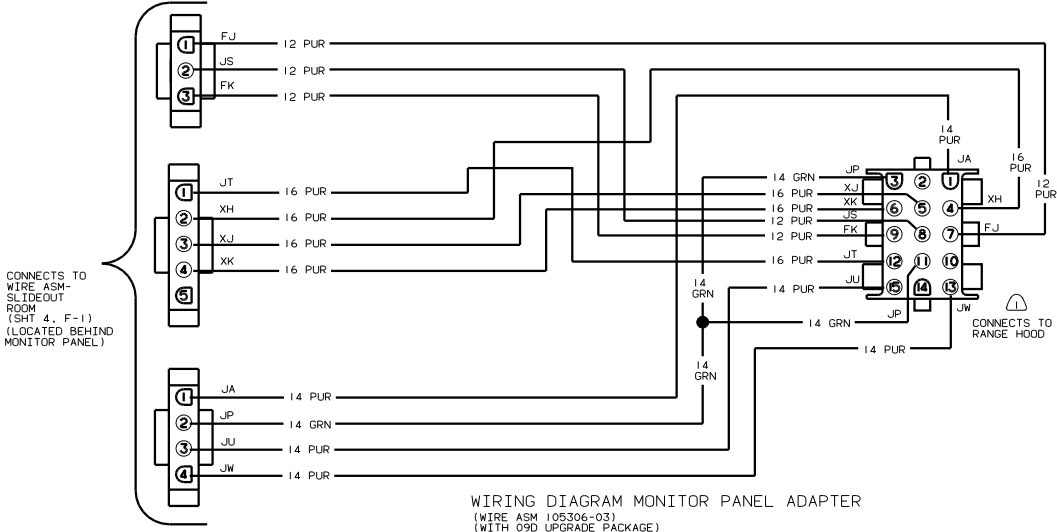 FJ
1
12 PUR
JS
2
12 PUR
FK
3
12 PUR
14
PUR
JA
16
PUR
12
PUR
JT
1
16 PUR
XH
2
16 PUR
XJ
3
16 PUR
XK
4
16 PUR
5
14 GRN
JP
3
2
1
16 PUR
XJ
16 PUR
XK
6
5
4
XH
12 PUR
JS
12 PUR
FK
9
8
7
FJ
16 PUR
JT
12
11
10
14 PUR
JU
15
14
13
JP
JW
14
GRN
14 GRN
14 PUR
14
GRN
1
CONNECTS TO
RANGE HOOD
CONNECTS TO
WIRE ASM-
SLIDEOUT
ROOM
(SHT 4, F-1)
(LOCATED BEHIND
MONITOR PANEL)
JA
1
14 PUR
JP
2
14 GRN
JU
3
14 PUR
JW
4
14 PUR
WIRING DIAGRAM MONITOR PANEL ADAPTER
(WIRE ASM 105306-03)
(WITH 09D UPGRADE PACKAGE)